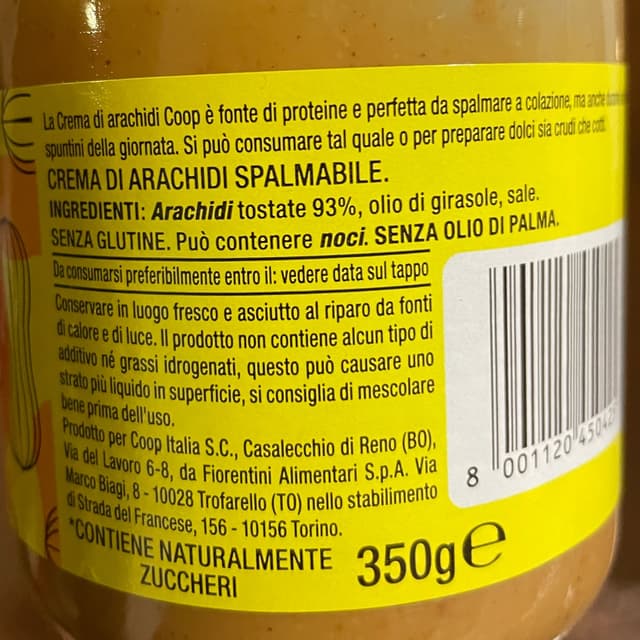 La Crema di arachidi Coop è fonte di proteine e perfetta da spalmare a colazione, ma anche
spuntini della giornata. Si può consumare tal quale o per preparare dolci sia crudi che cotti.
CREMA DI ARACHIDI SPALMABILE.
INGREDIENTI: Arachidi tostate 93%, olio di girasole, sale.
SENZA GLUTINE. Può contenere noci. SENZA OLIO DI PALMA.
Da consumarsi preferibilmente entro il: vedere data sul tappo
Conservare in luogo fresco e asciutto al riparo da fonti
di calore e di luce. Il prodotto non contiene alcun tipo di
additivo né grassi idrogenati, questo può causare uno
strato più liquido in superficie, si consiglia di mescolare
bene prima dell'uso.
Prodotto per Coop Italia S.C., Casalecchio di Reno (BO),
Via del Lavoro 6-8, da Fiorentini Alimentari S.p.A. Via
Marco Biagi, 8 - 10028 Trofarello (TO) nello stabilimento
di Strada del Francese, 156 - 10156 Torino.
*CONTIENE NATURALMENTE
ZUCCHERI
350g℮
8 001120